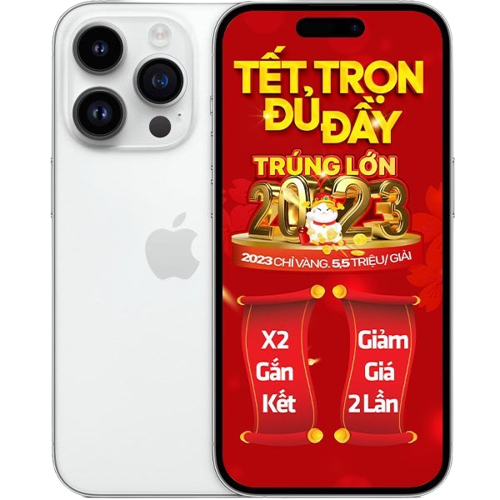 TẾT TRỌN
ĐỦ ĐẦY
TRÚNG LỚN
2023
2023 CHỈ VÀNG. 5,5 TRIỆU/ GIẢI
X2
Gắn
Kết
Giảm
Giá
2 Lần